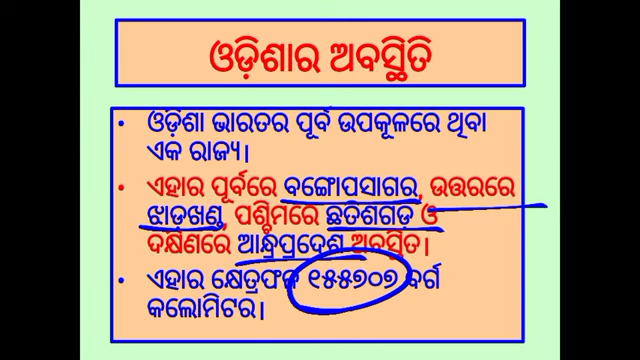 ଓଡ଼ିଶାର ଅବସ୍ଥିତି
• ଓଡ଼ିଶା ଭାରତର ପୂର୍ବ ଉପକୂଳରେ ଥିବା
ଏକ ରାଜ୍ୟ।
• ଏହାର ପୂର୍ବରେ ବଙ୍ଗୋପସାଗର, ଉତ୍ତରରେ
ଝାଡ଼ଖଣ୍ଡ, ପଶ୍ଚିମରେ ଛତିଶଗଡ଼ ଓ
ଦକ୍ଷିଣରେ ଆନ୍ଧ୍ରପ୍ରଦେଶ ଅବସ୍ଥିତ।
• ଏହାର କ୍ଷେତ୍ରଫଳ ୧୫୫୭୦୭ ବର୍ଗ
କଲୋମିଟର।